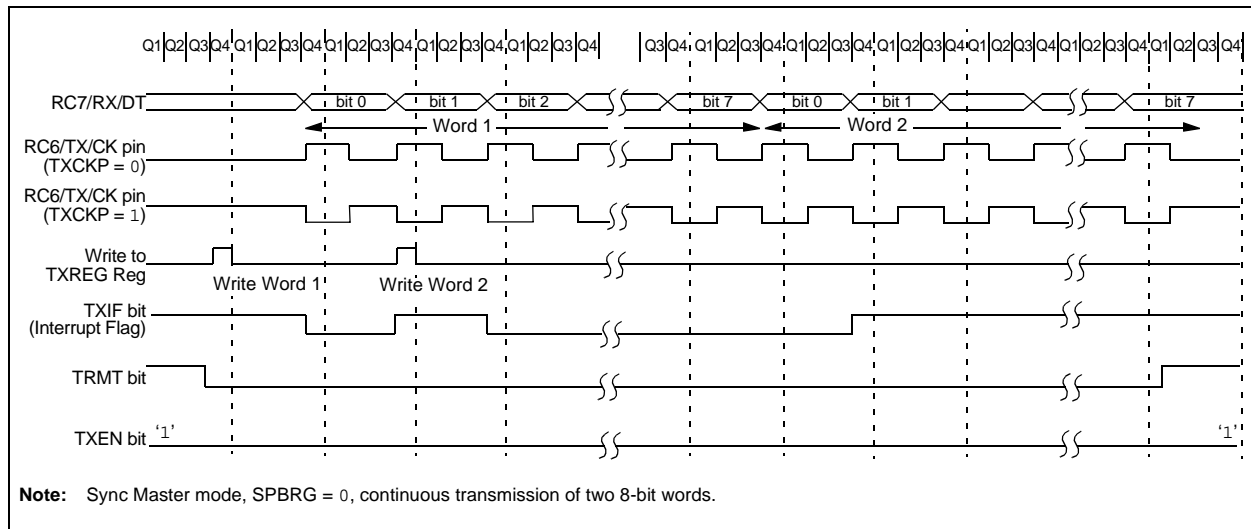 Q1 Q2 Q3 Q4 Q1 Q2 Q3 Q4 Q1 Q2 Q3 Q4 Q1 Q2 Q3 Q4 Q1 Q2 Q3 Q4 Q3 Q4 Q1 Q2 Q3 Q4 Q1 Q2 Q3 Q4 Q1 Q2 Q3 Q4 Q1 Q2 Q3 Q4 Q1 Q2 Q3 Q4 Q1 Q2 Q3 Q4
RC7/RX/DT bit 0 bit 1 bit 2 bit 7 bit 0 bit 1 bit 7
Word 1 Word 2
RC6/TX/CK pin
(TXCKP = 0)
RC6/TX/CK pin
(TXCKP = 1)
Write to
TXREG Reg
Write Word 1 Write Word 2
TXIF bit
(Interrupt Flag)
TRMT bit
TXEN bit '1' '1'
Note: Sync Master mode, SPBRG = 0, continuous transmission of two 8-bit words.